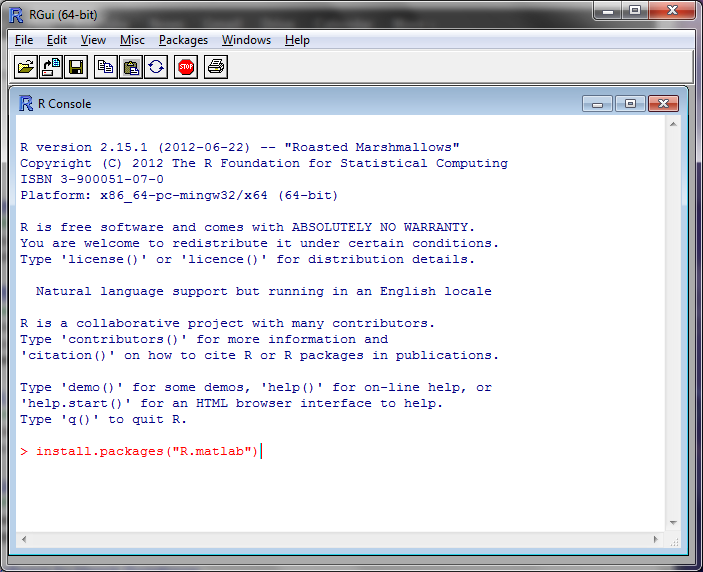 RGui (64-bit)
File Edit View Misc Packages Windows Help
STOP
R Console
R version 2.15.1 (2012-06-22) -- "Roasted Marshmallows"
Copyright (C) 2012 The R Foundation for Statistical Computing
ISBN 3-900051-07-0
Platform: x86_64-pc-mingw32/x64 (64-bit)
R is free software and comes with ABSOLUTELY NO WARRANTY.
You are welcome to redistribute it under certain conditions.
Type 'license()' or 'licence()' for distribution details.
Natural language support but running in an English locale
R is a collaborative project with many contributors.
Type 'contributors()' for more information and
'citation()' on how to cite R or R packages in publications.
Type 'demo()' for some demos, 'help()' for on-line help, or
'help.start()' for an HTML browser interface to help.
Type 'q()' to quit R.
> install.packages("R.matlab")